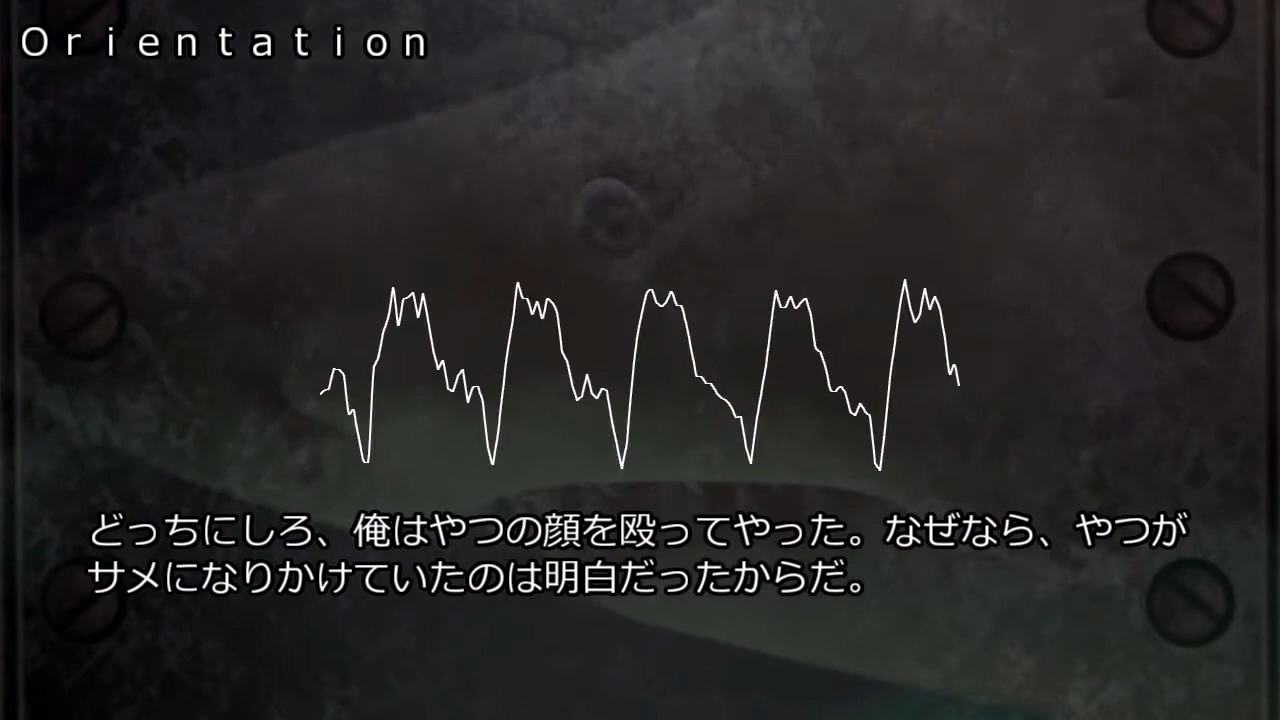 Orientation
どっちにしろ、俺はやつの顔を殴ってやった。なぜなら、やつが
サメになりかけていたのは明白だったからだ。